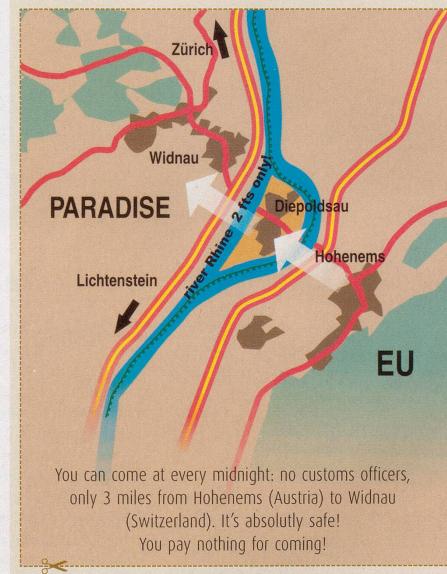 Zürich
Widnau
PARADISE
river Rhine 2 fts only!
Diepoldsau
Hohenems
Lichtenstein
EU
You can come at every midnight: no customs officers,
only 3 miles from Hohenems (Austria) to Widnau
(Switzerland). It's absolutly safe!
You pay nothing for coming!